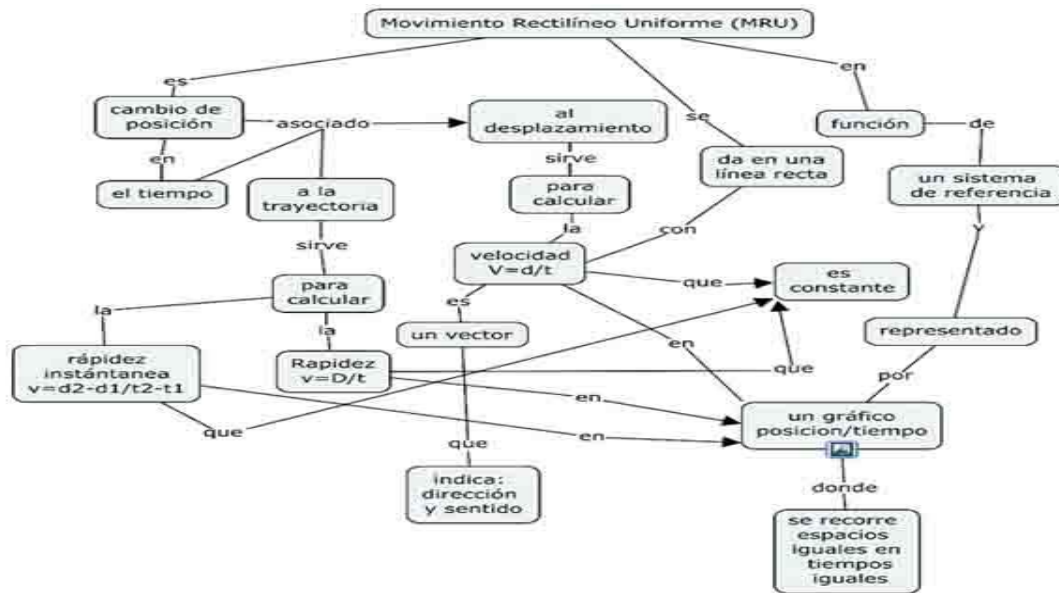 Movimiento Rectilíneo Uniforme (MRU)
es
se
en
cambio de
posición
asociado
al
desplazamiento
función
de
en
el tiempo
a la
trayectoria
sirve
para
calcular
da en una
línea recta
un sistema
de referencia
y
sirve
la
con
velocidad
V=d/t
que
es
constante
para
calcular
la
la
es
un vector
en
representado
rápidez
instántanea
v=d2-d1/t2-t1
Rapidez
v=D/t
que
por
en
que
en
que
un gráfico
posicion/tiempo
indica:
dirección
y sentido
donde
se recorre
espacios
iguales en
tiempos
iguales